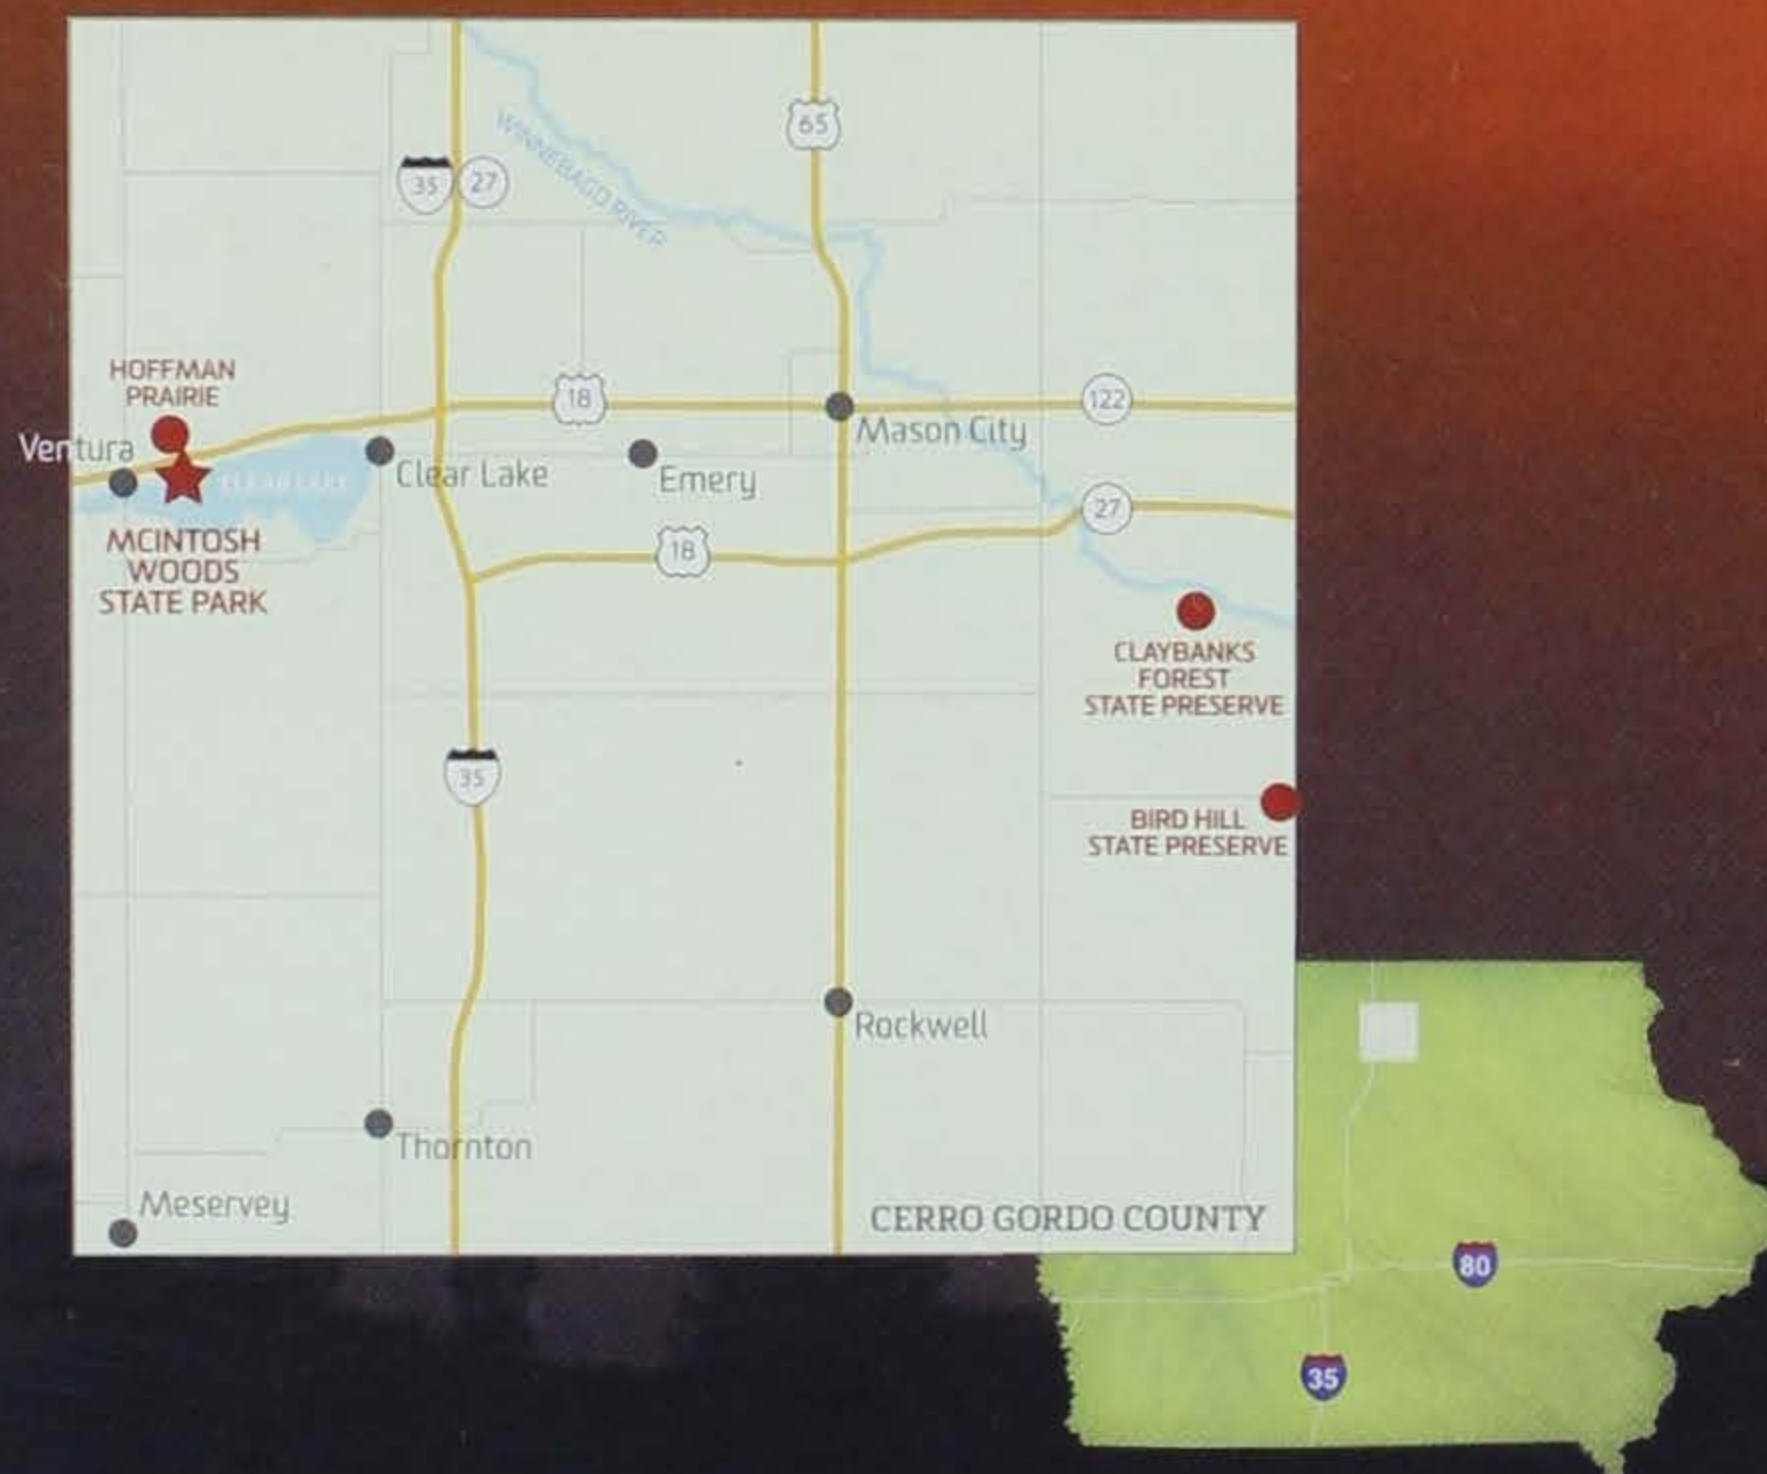 65
WINNEBAGO RIVER
35
27
HOFFMAN
PRAIRIE
18
122
Ventura
Mason City
CLEAR LAKE
Clear Lake
Emery
27
MCINTOSH
WOODS
STATE PARK
18
CLAYBANKS
FOREST
STATE PRESERVE
35
BIRD HILL
STATE PRESERVE
Rockwell
Thornton
Meservey
CERRO GORDO COUNTY
80
35